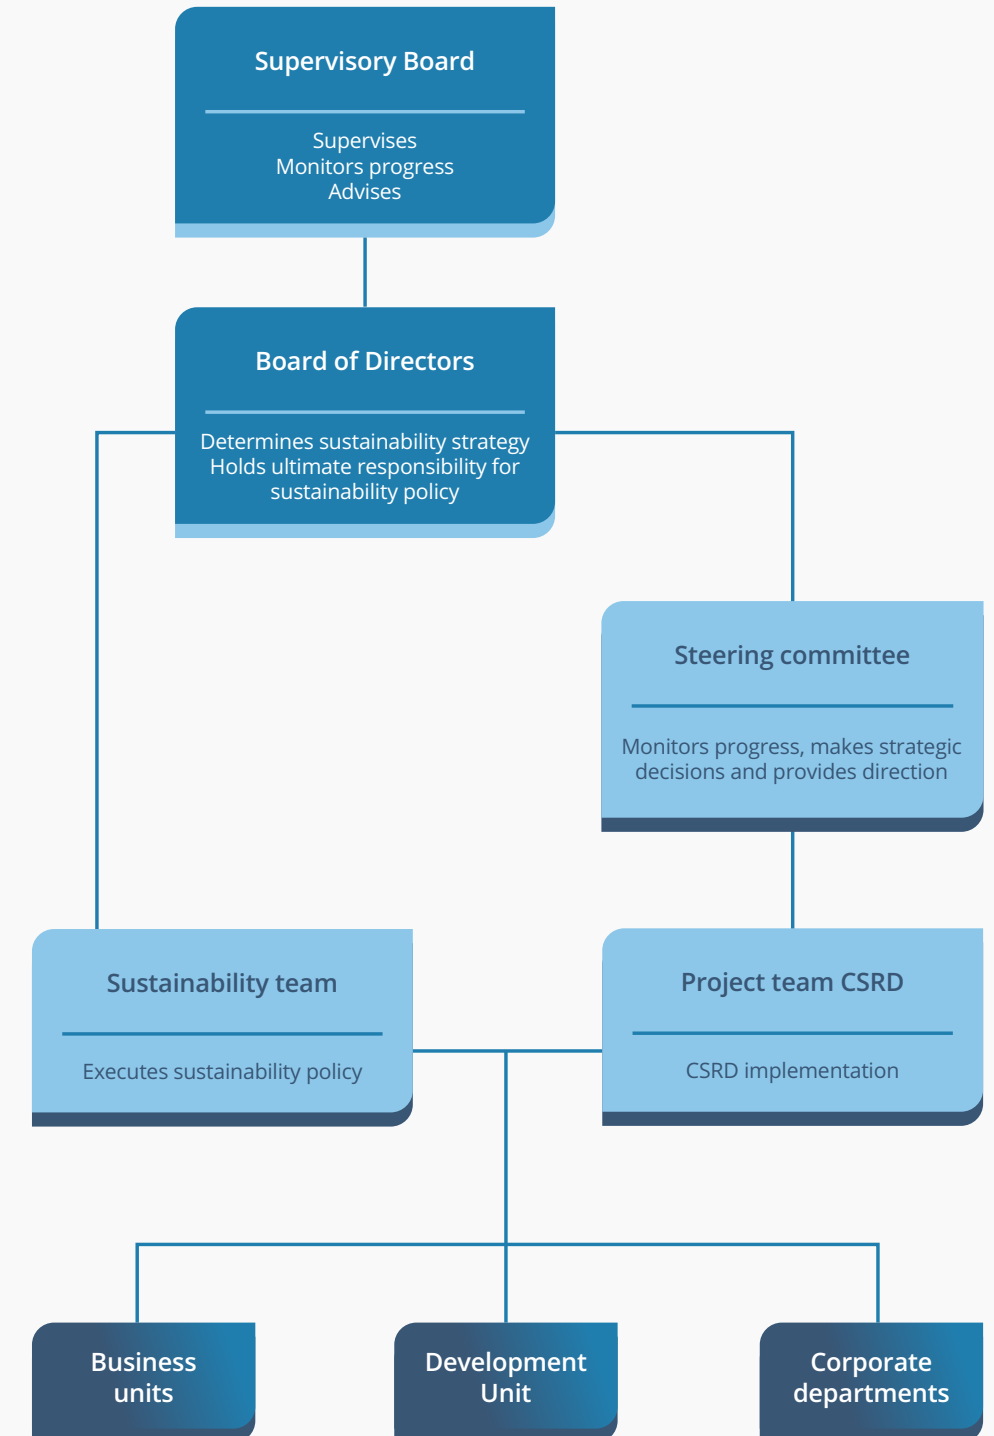 Supervisory Board
Supervises
Monitors progress
Advises
Board of Directors
Determines sustainability strategy
Holds ultimate responsibility for
sustainability policy
Steering committee
Monitors progress, makes strategic
decisions and provides direction
Sustainability team
Executes sustainability policy
Project team CSRD
CSRD implementation
Business
units
Development
Unit
Corporate
departments